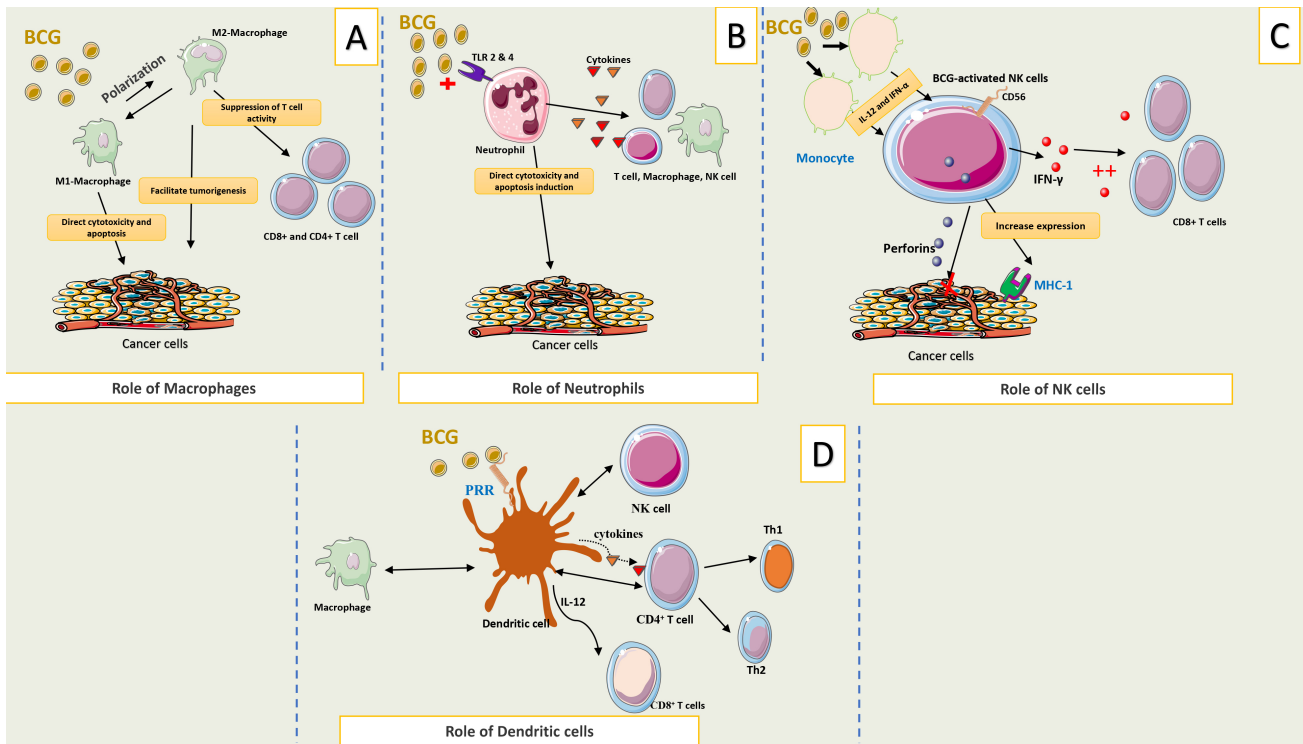 A
BCG
M2-Macrophage
Polarization
Suppression of T cell
activity
M1-Macrophage
Facilitate tumorigenesis
Direct cytotoxicity and
apoptosis
CD8+ and CD4+ T cell
Cancer cells
Role of Macrophages
B
BCG
TLR 2 & 4
Cytokines
Neutrophil
T cell, Macrophage, NK cell
Direct cytotoxicity and
apoptosis induction
Cancer cells
Role of Neutrophils
C
BCG
BCG-activated NK cells
CD56
IL-12 and IFN-α
Monocyte
IFN-γ
++
CD8+ T cells
Increase expression
Perforins
MHC-1
Cancer cells
Role of NK cells
D
BCG
PRR
NK cell
cytokines
Th1
Macrophage
IL-12
Dendritic cell
CD4+ T cell
Th2
CD8+ T cells
Role of Dendritic cells